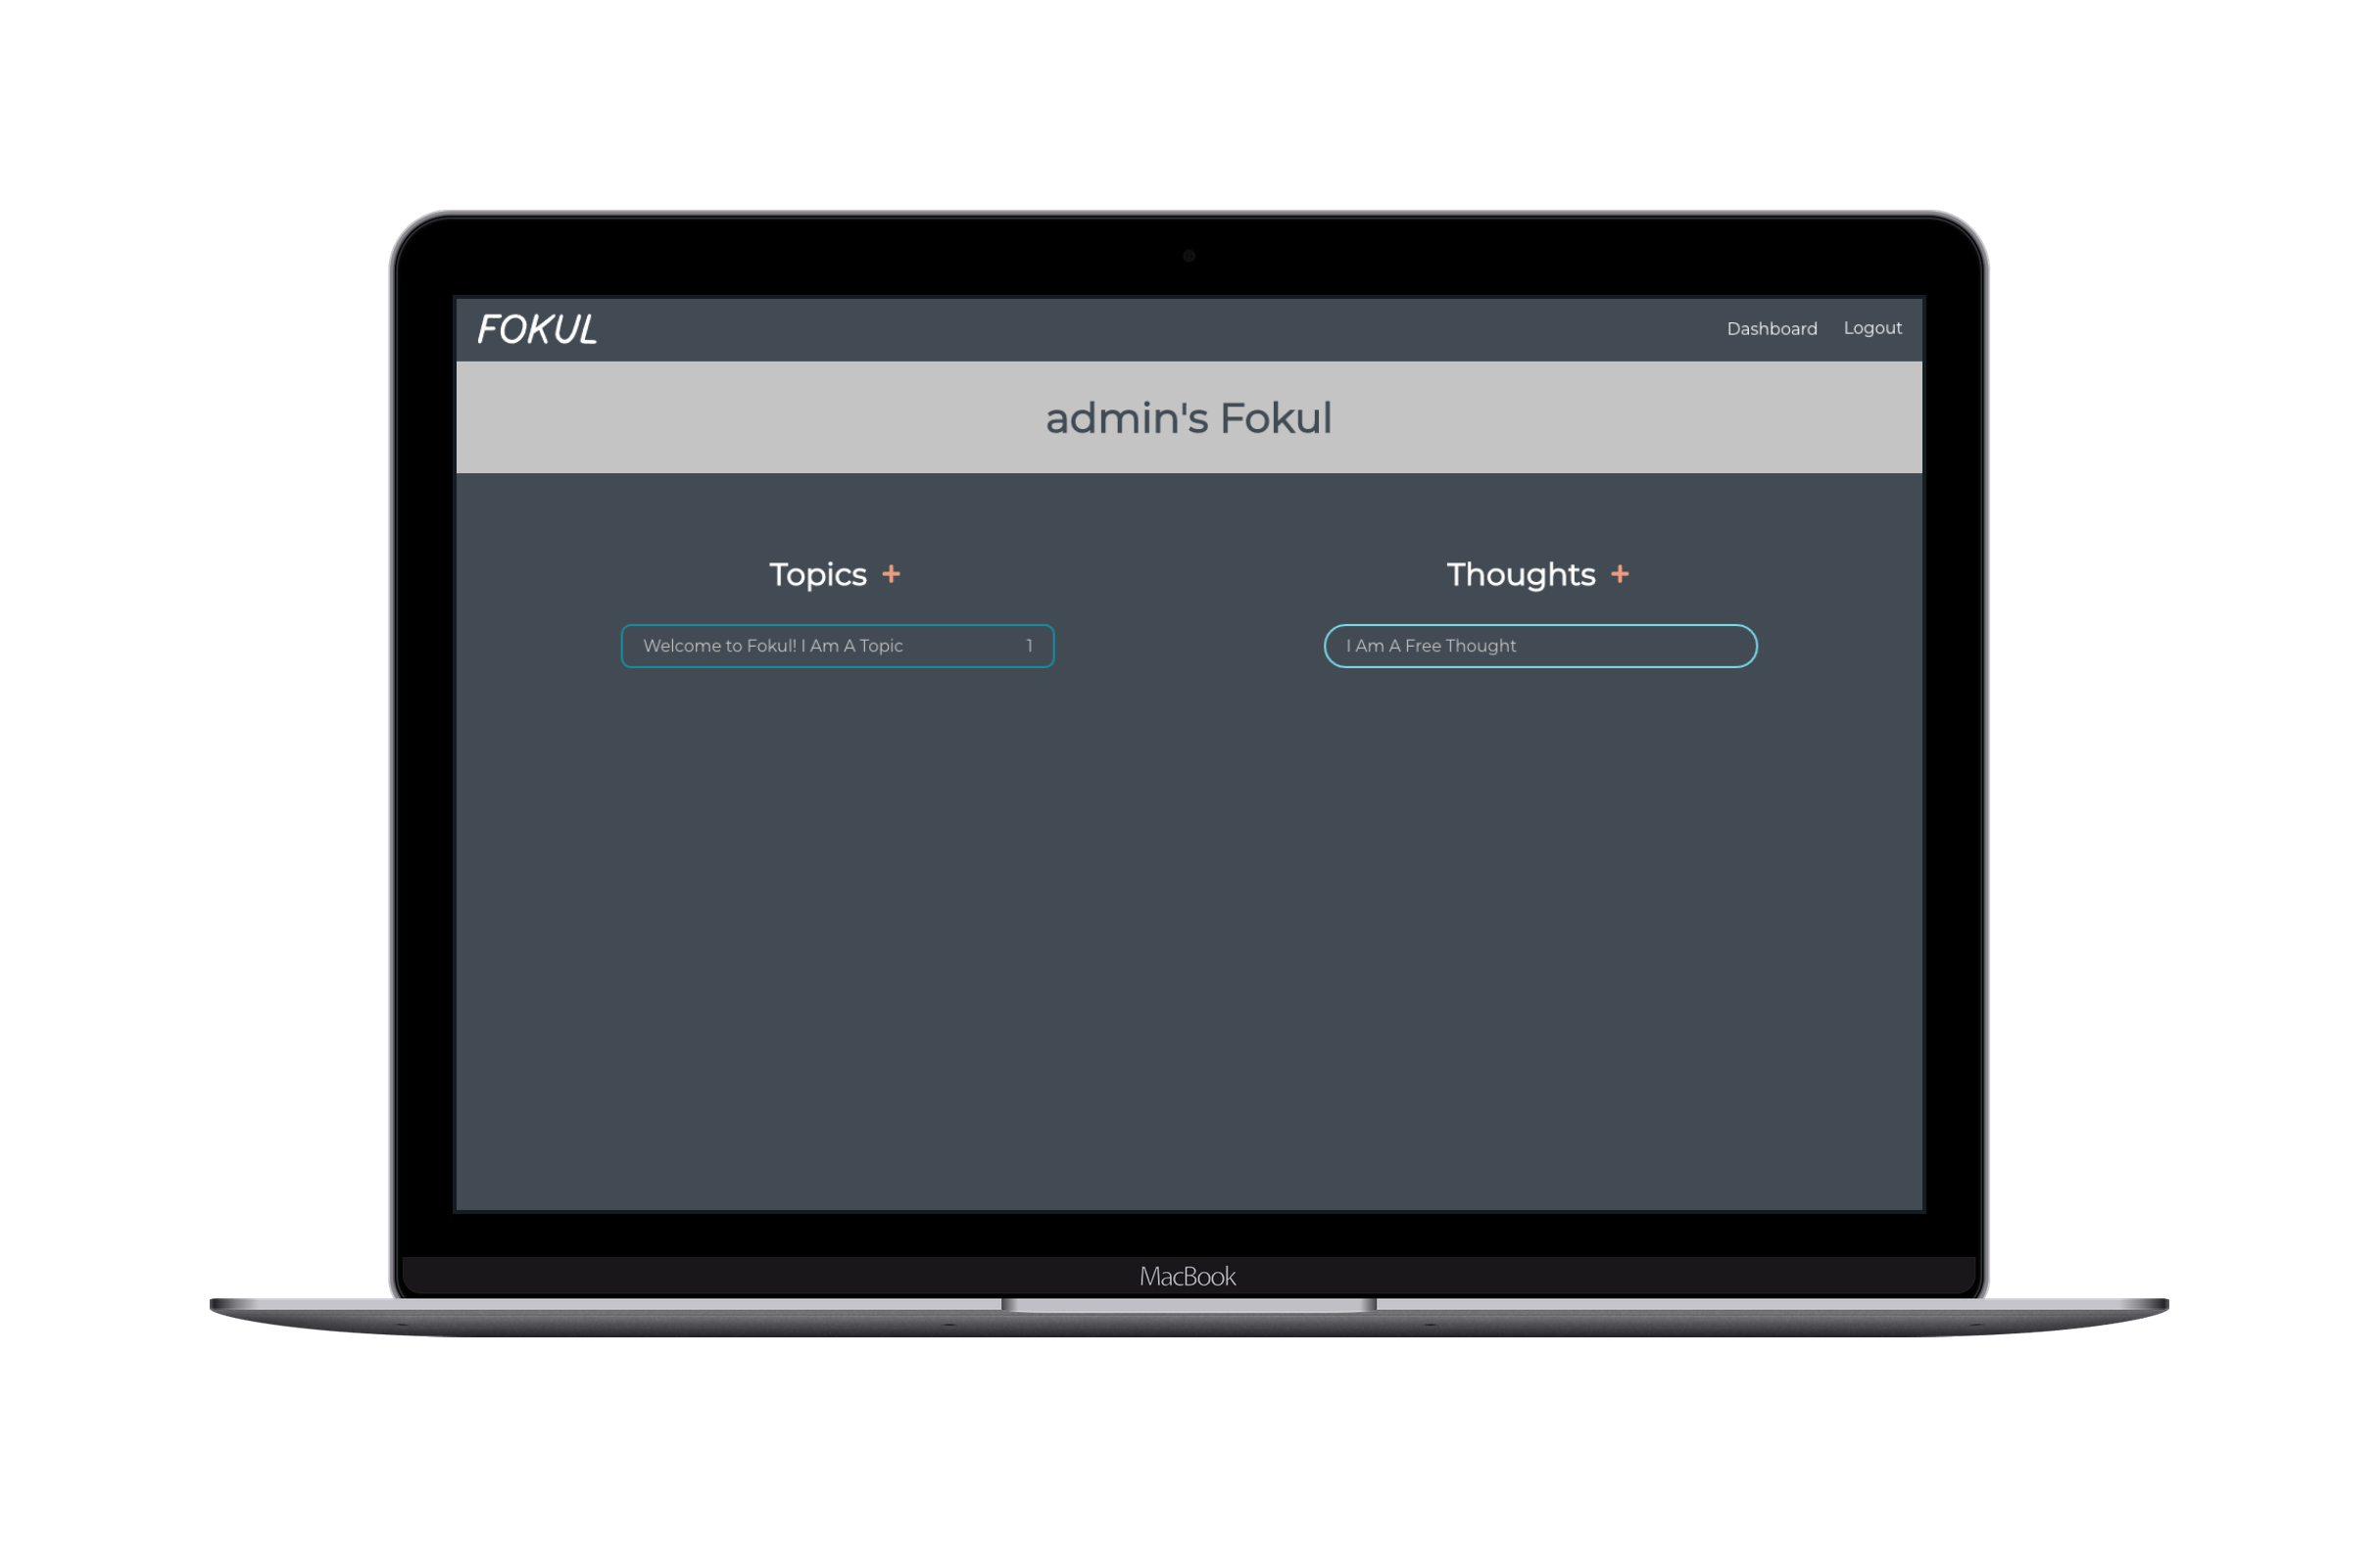 FOKUL
Dashboard Logout
admin's Fokul
Topics +
Thoughts +
Welcome to Fokul! I Am A Topic 1
I Am A Free Thought
MacBook